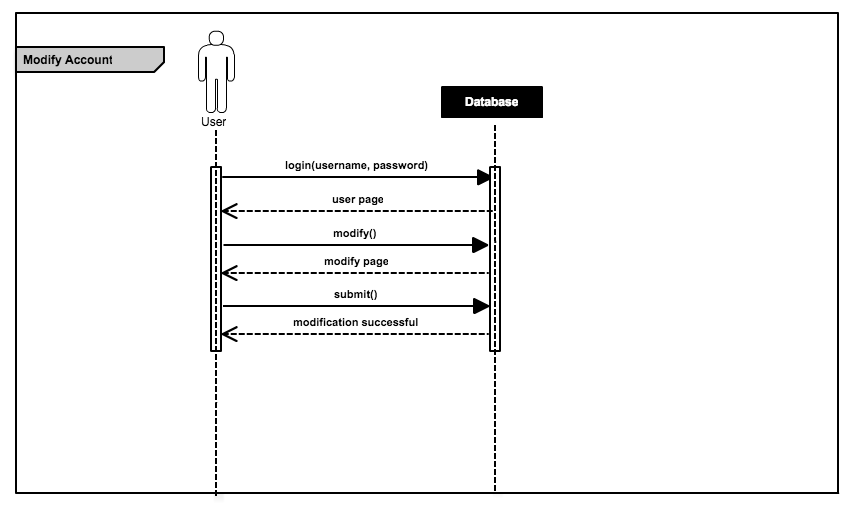 Modify Account
User
Database
login(username, password)
user page
modify()
modify page
submit()
modification successful